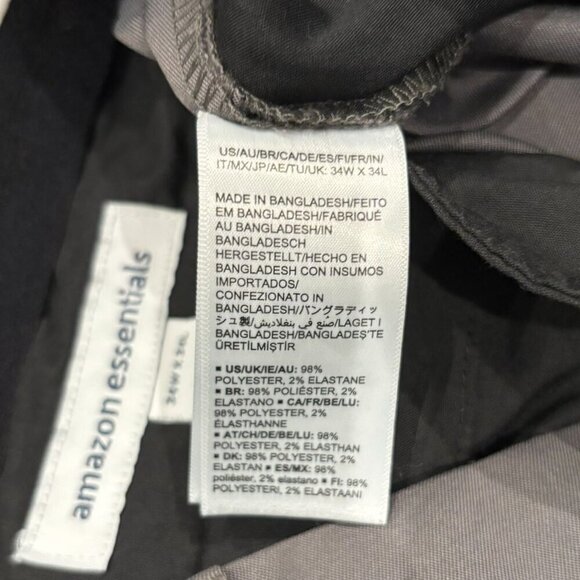 US/AU/BR/CA/DE/ES/FI/FR/IN/
IT/MX/JP/AE/TU/UK: 34W X 34L
MADE IN BANGLADESH/FEITO
EM BANGLADESH/FABRIQUÉ
AU BANGLADESH/IN
BANGLADESCH
HERGESTELLT/HECHO EN
BANGLADESH CON INSUMOS
IMPORTADOS/
CONFEZIONATO IN
BANGLADESH//バングラディッ
シュ製/صُنع في بنغلاديش/LAGET I
BANGLADESH/BANGLADEŞ'TE
ÜRETİLMİŞTİR
▪ US/UK/IE/AU: 98%
POLYESTER, 2% ELASTANE
▪ BR: 98% POLIÉSTER, 2%
ELASTANO ▪ CA/FR/BE/LU:
98% POLYESTER, 2%
ÉLASTHANNE
▪ AT/CH/DE/BE/LU: 98%
POLYESTER, 2% ELASTHAN
▪ DK: 98% POLYESTER, 2%
ELASTAN ▪ ES/MX: 98%
poliéster, 2% elastano ▪ FI: 98%
POLYESTERI, 2% ELASTAANI
amazon essentials
34W X 34L